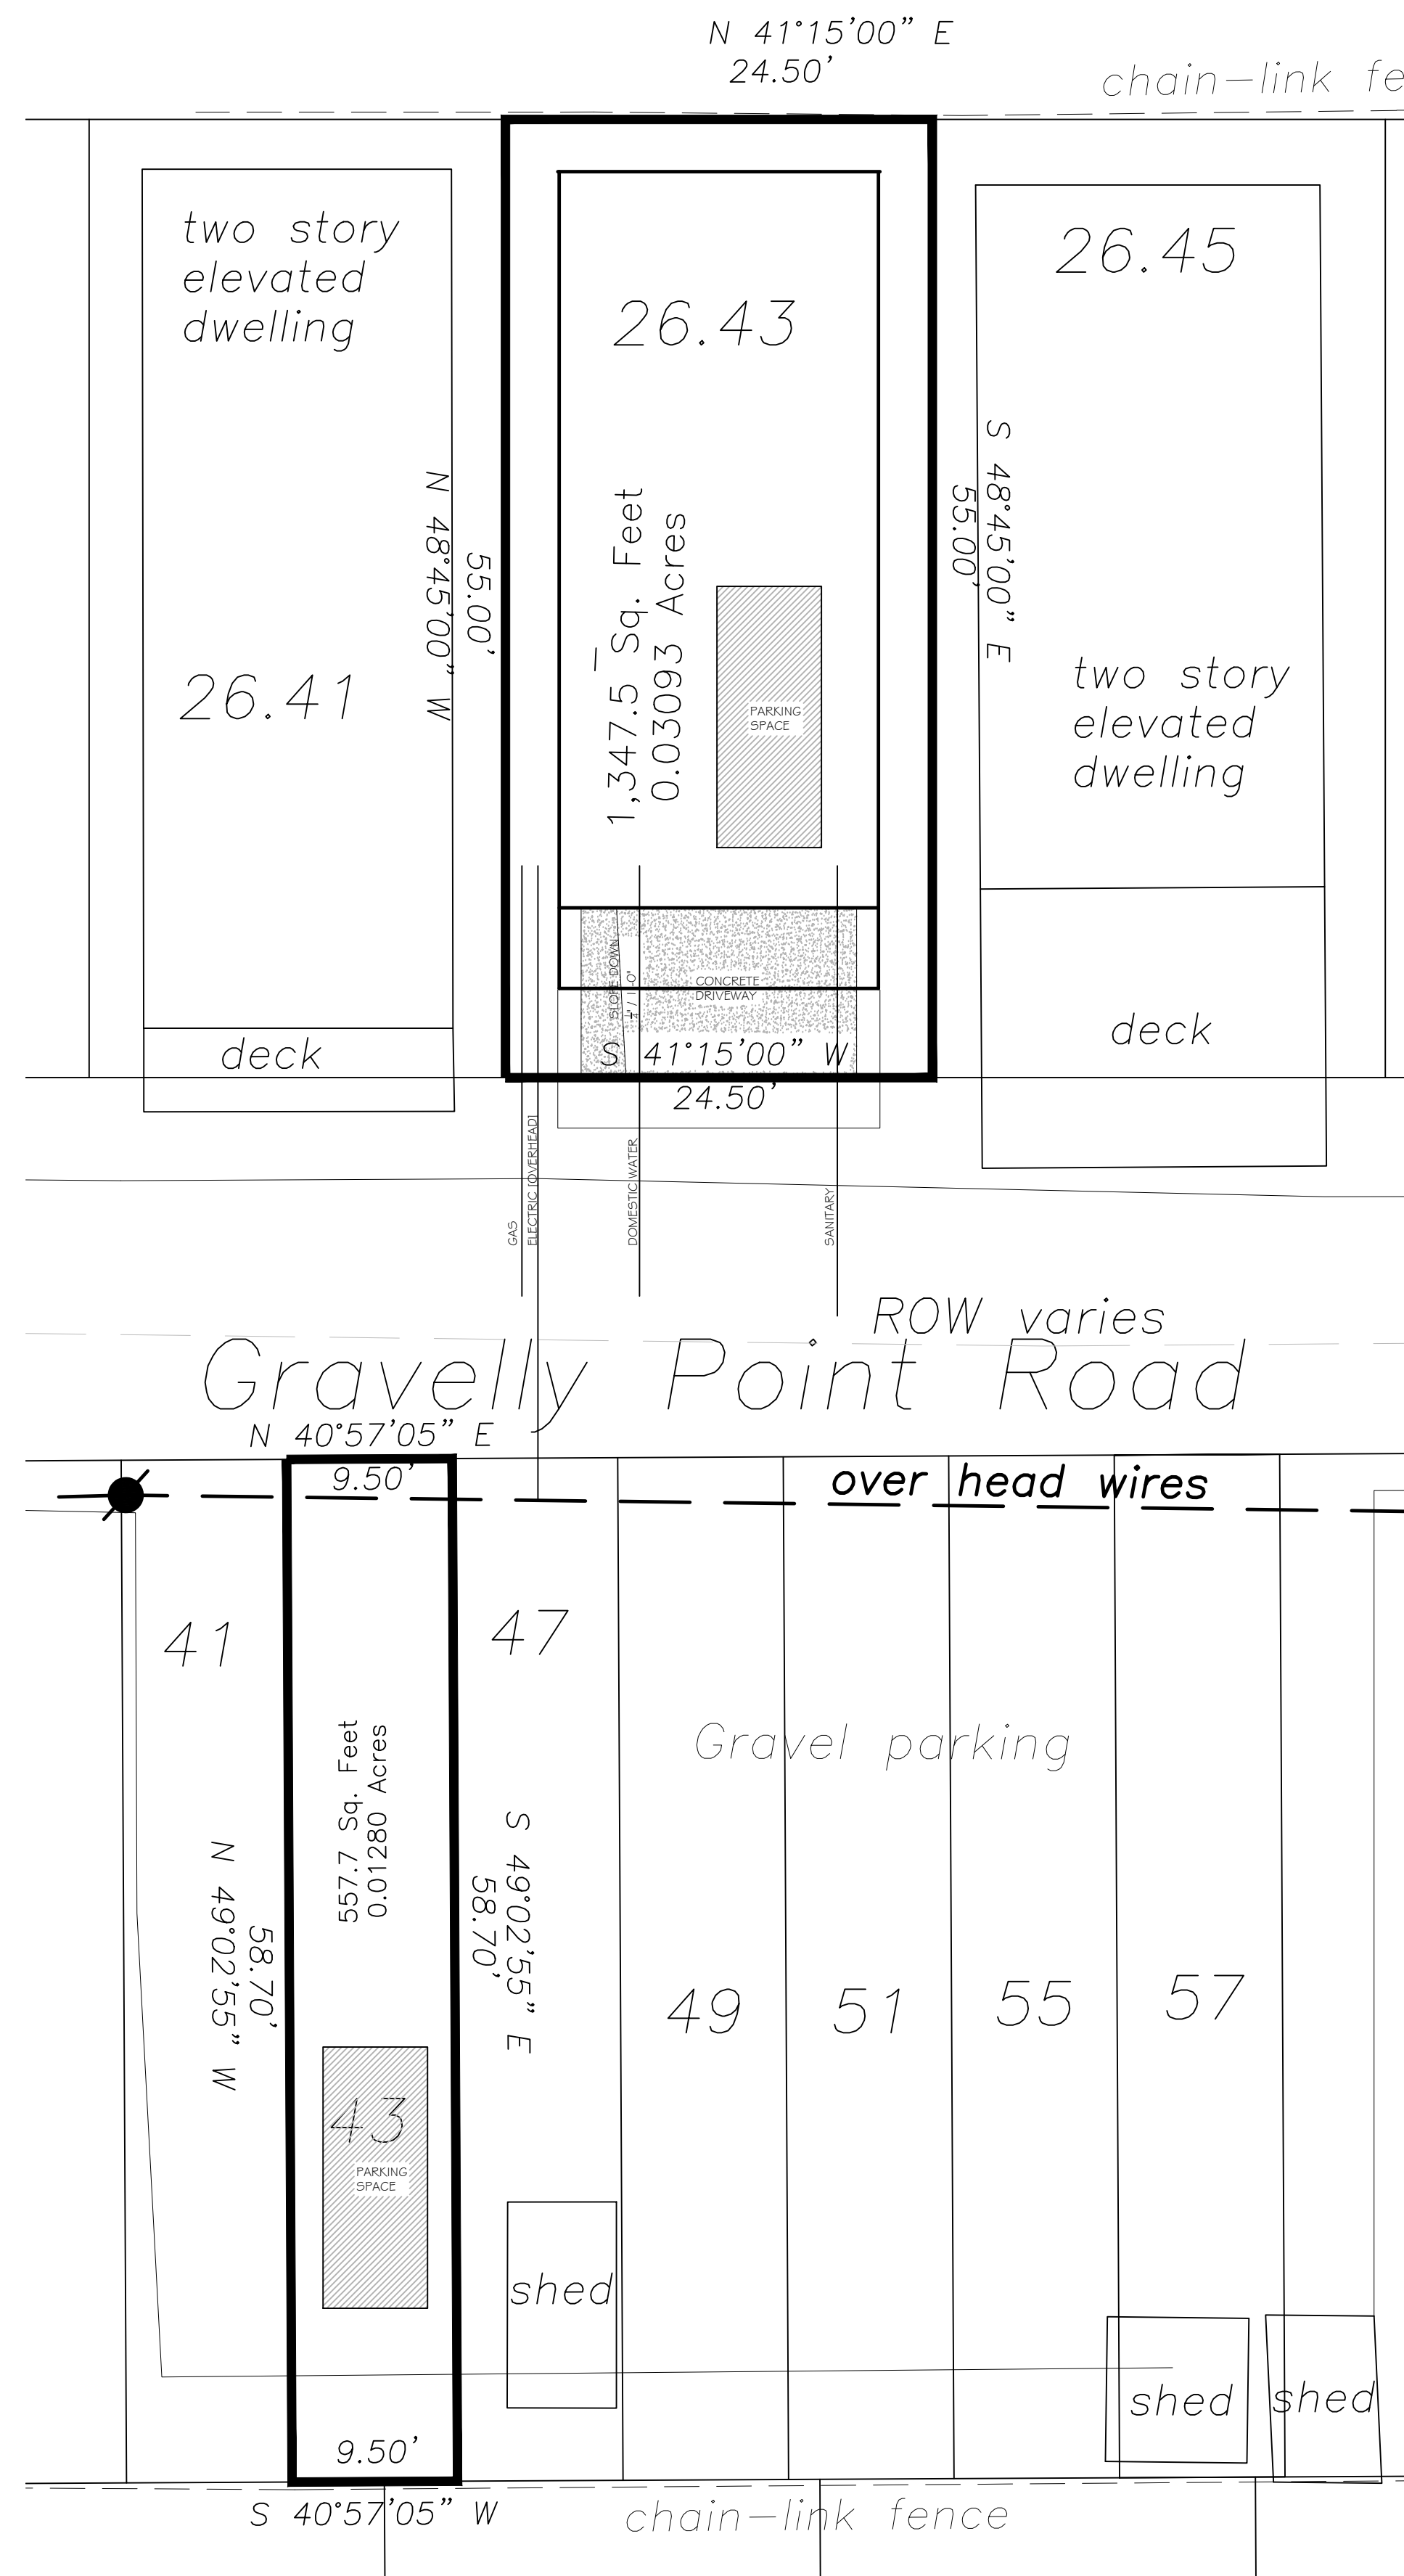 N 41°15'00" E
24.50'
chain-link fe
two story
elevated
dwelling
26.43
26.45
N 48°45'00" W
55.00'
S 48°45'00" E
55.00'
1,347.5 Sq. Feet
0.03093 Acres
26.41
PARKING
SPACE
two story
elevated
dwelling
SLOPE DOWN
CONCRETE
DRIVEWAY
deck
deck
S 41°15'00" W
24.50'
GAS
ELECTRIC [OVERHEAD]
DOMESTIC WATER
SANITARY
ROW varies
Gravelly Point Road
N 40°57'05" E
9.50'
over head wires
41
47
557.7 Sq. Feet
0.01280 Acres
Gravel parking
N 49°02'55" W
58.70'
S 49°02'55" E
58.70'
49
51
55
57
43
PARKING
SPACE
shed
shed
shed
9.50'
S 40°57'05" W
chain-link fence